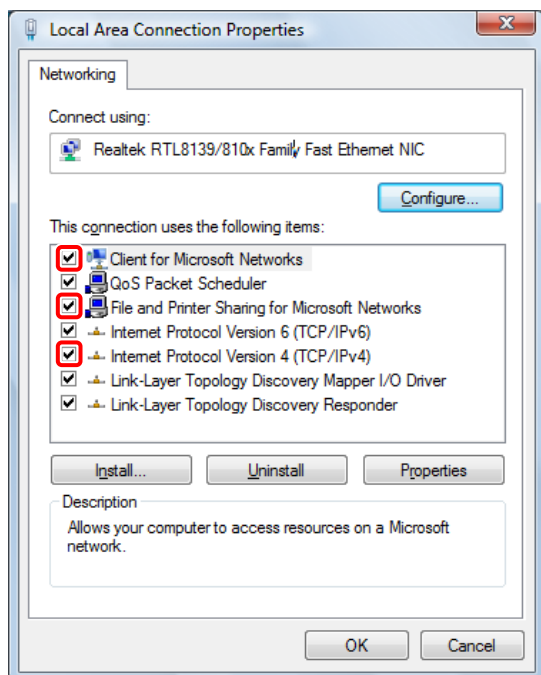 Local Area Connection Properties
Networking
Connect using:
Realtek RTL8139/810x Family Fast Ethernet NIC
Configure...
This connection uses the following items:
Client for Microsoft Networks
QoS Packet Scheduler
File and Printer Sharing for Microsoft Networks
Internet Protocol Version 6 (TCP/IPv6)
Internet Protocol Version 4 (TCP/IPv4)
Link-Layer Topology Discovery Mapper I/O Driver
Link-Layer Topology Discovery Responder
Install... Uninstall Properties
Description
Allows your computer to access resources on a Microsoft
network.
OK Cancel